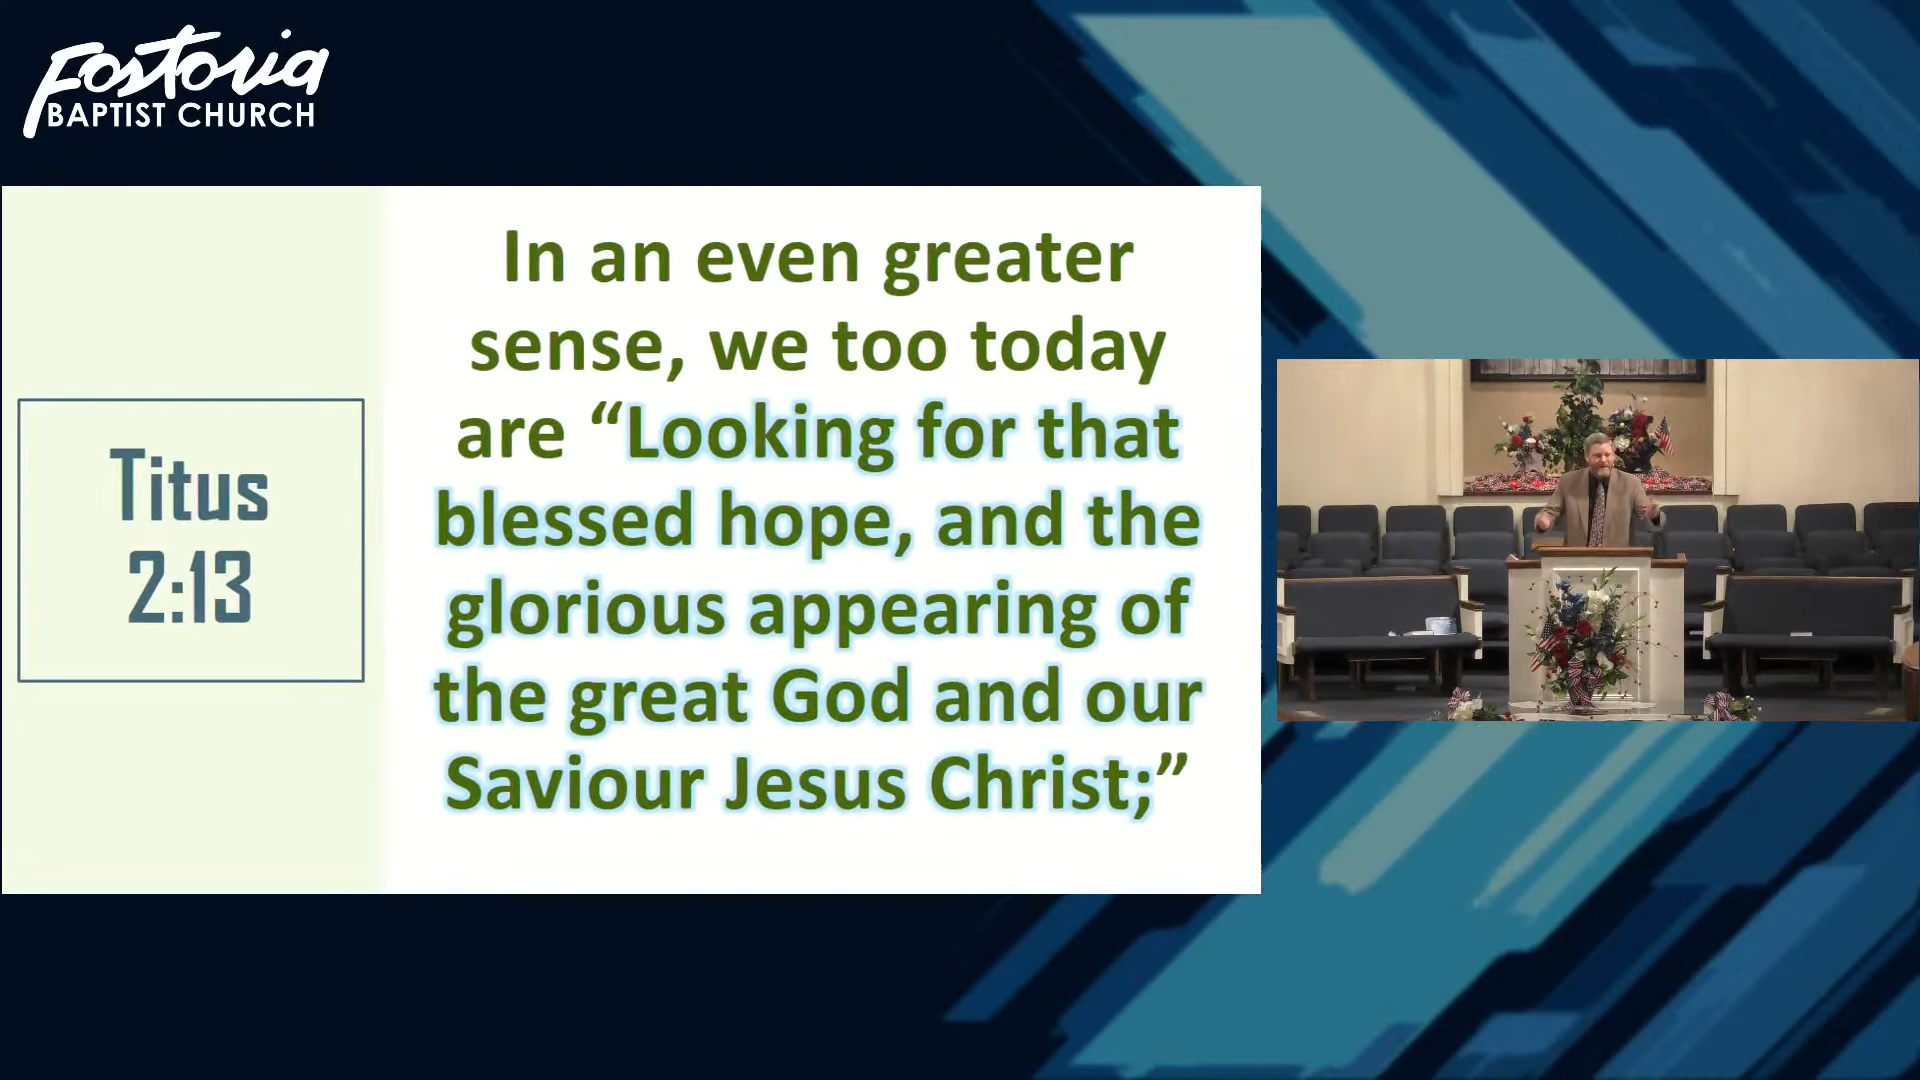 Fostoria
BAPTIST CHURCH
Titus
2:13
In an even greater
sense, we too today
are “Looking for that
blessed hope, and the
glorious appearing of
the great God and our
Saviour Jesus Christ;”